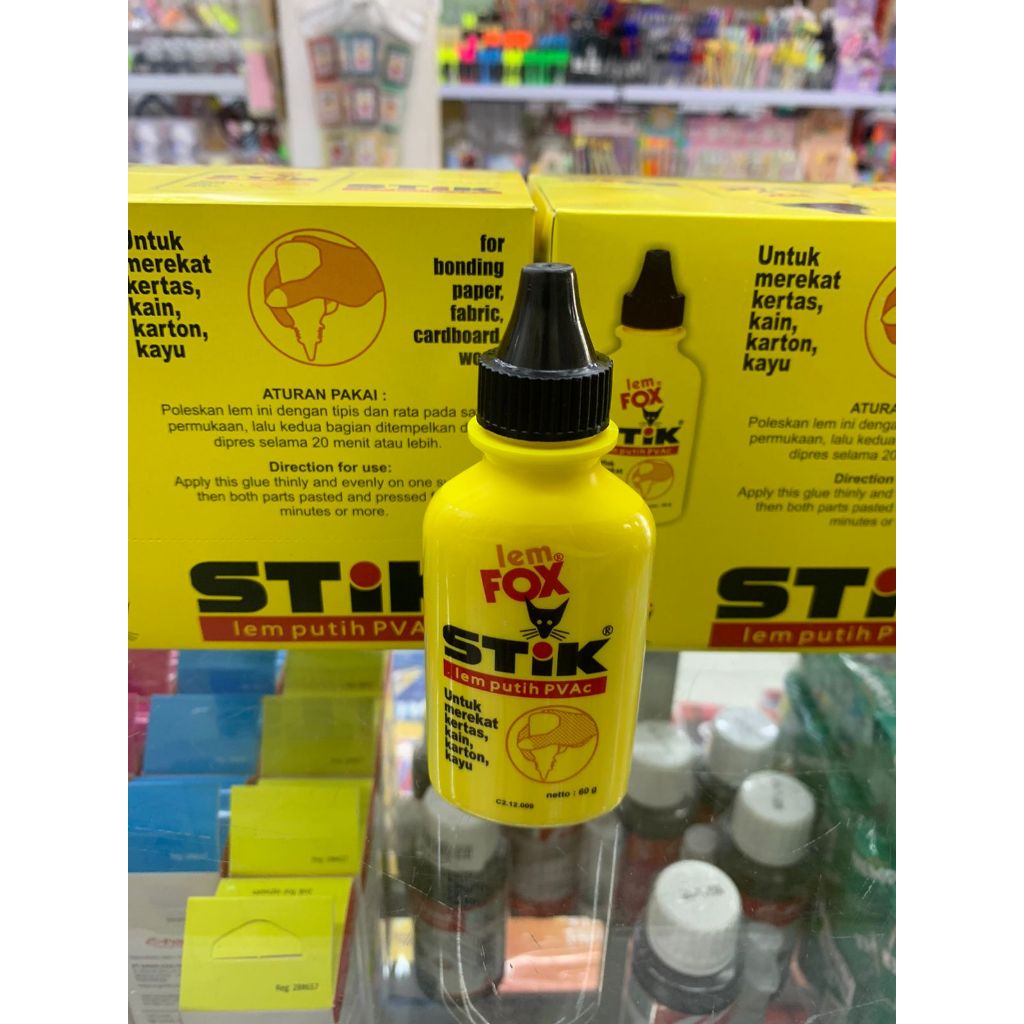 Untuk
merekat
kertas,
kain,
karton,
kayu
for
bonding
paper,
fabric,
cardboard
ATURAN PAKAI :
Poleskan lem ini dengan tipis dan rata pada
permukaan, lalu kedua bagian ditempelkan
dipres selama 20 menit atau lebih.
Direction for use:
Apply this glue thinly and evenly on one
then both parts pasted and pressed
minutes or more.
STiK
lem putih PVA
Untuk
merekat
kertas,
kain,
karton,
kayu
lem
FOX
STiK
lem putih PVAc
Poleskan lem ini denga
permukaan, lalu kedua
dipres selama 20
Direction
Apply this glue thinly and
then both parts pasted
minutes or
STi
lem putih P
lem®
FOX
STiK®
lem putih PVAc
Untuk
merekat
kertas,
kain,
karton,
kayu
C2.12.009
netto : 60 g
Reg 288657